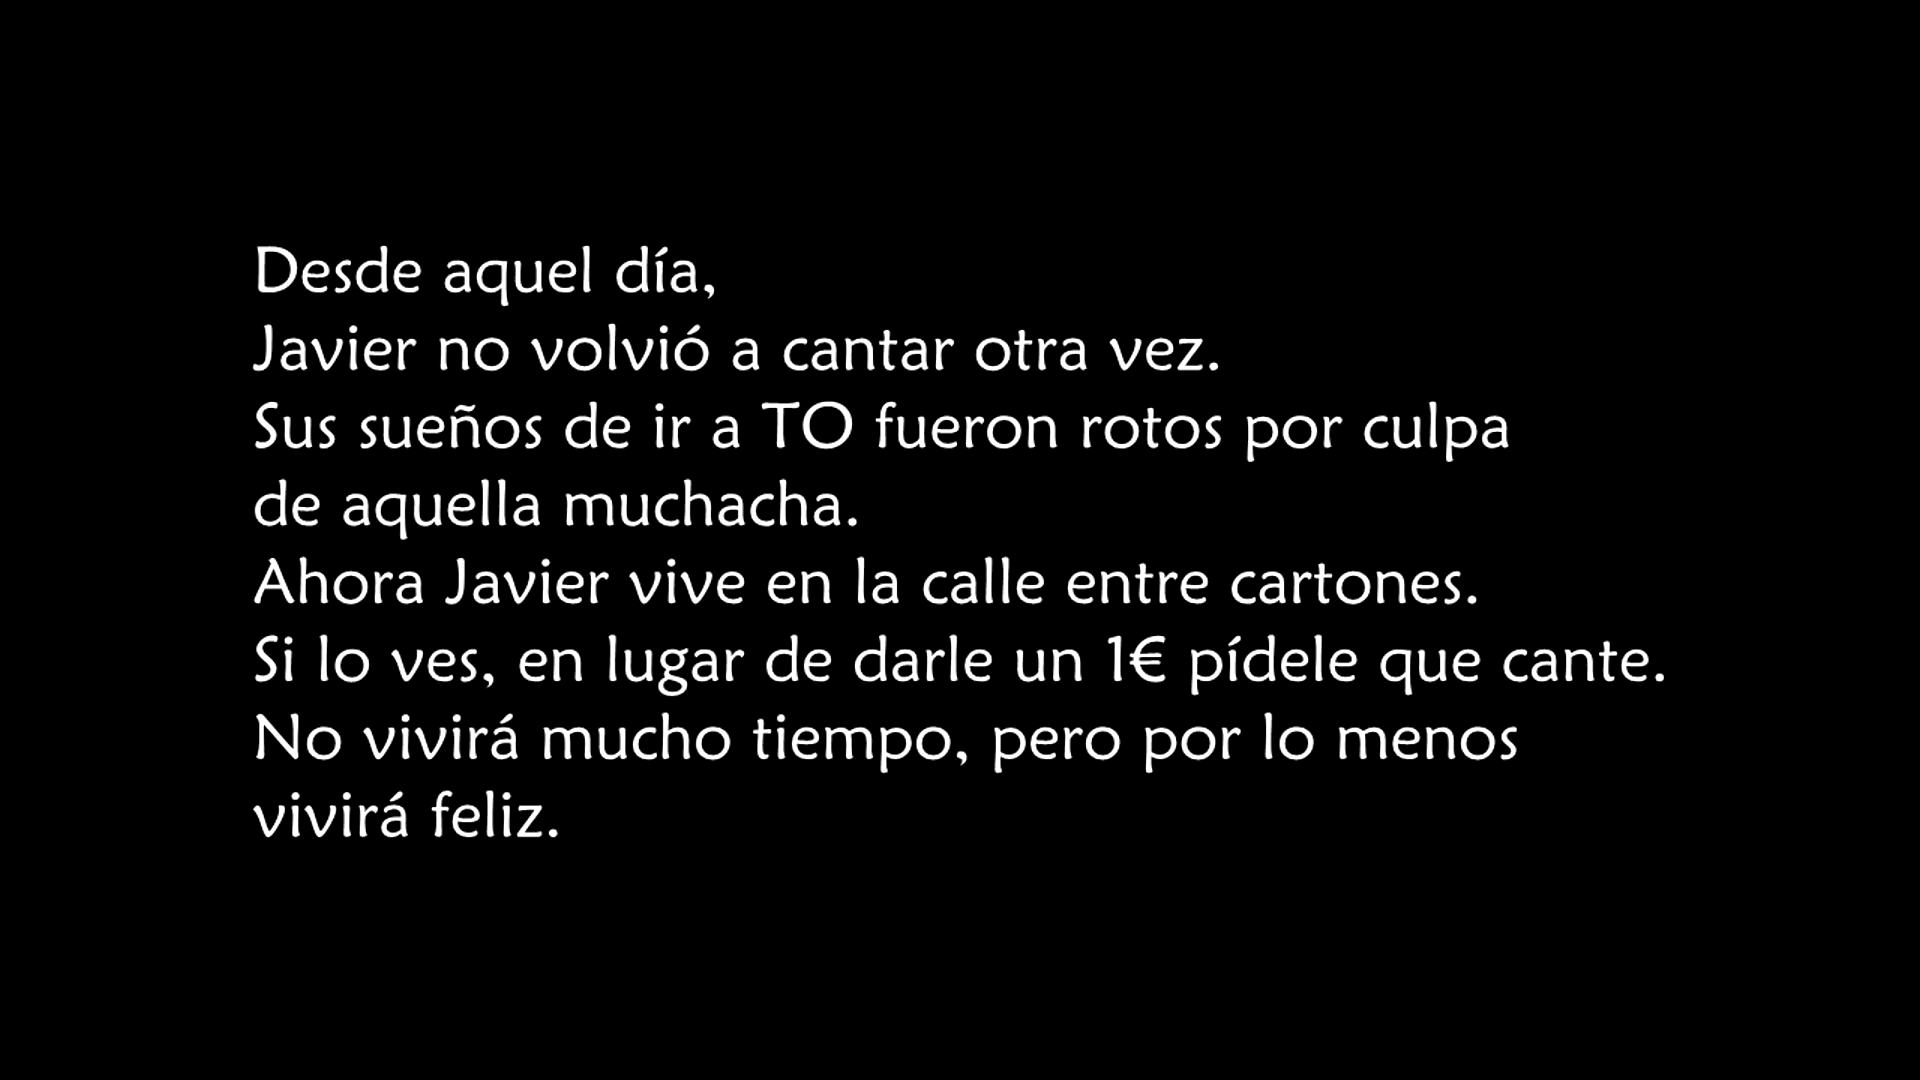 Desde aquel día,
Javier no volvió a cantar otra vez.
Sus sueños de ir a TO fueron rotos por culpa
de aquella muchacha.
Ahora Javier vive en la calle entre cartones.
Si lo ves, en lugar de darle un 1€ pídele que cante.
No vivirá mucho tiempo, pero por lo menos
vivirá feliz.